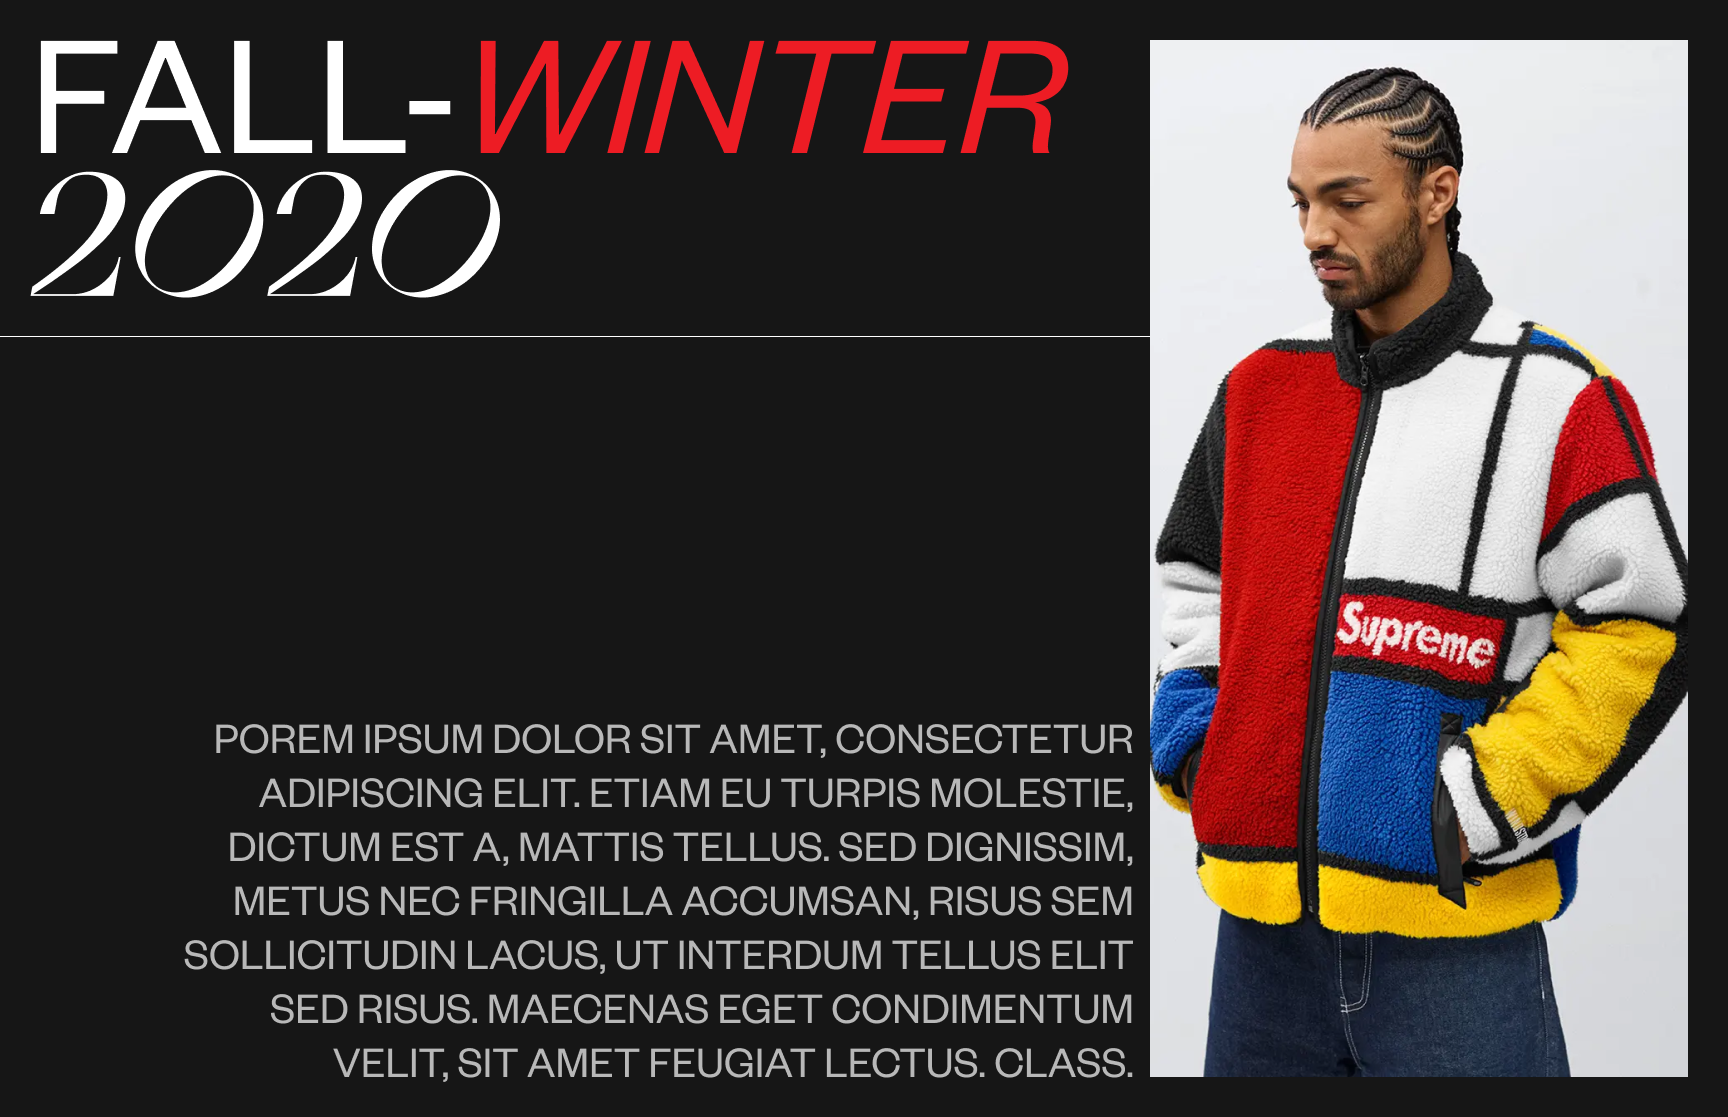 FALL-WINTER
2020
Supreme
POREM IPSUM DOLOR SIT AMET, CONSECTETUR
ADIPISCING ELIT. ETIAM EU TURPIS MOLESTIE,
DICTUM EST A, MATTIS TELLUS. SED DIGNISSIM,
METUS NEC FRINGILLA ACCUMSAN, RISUS SEM
SOLLICITUDIN LACUS, UT INTERDUM TELLUS ELIT
SED RISUS. MAECENAS EGET CONDIMENTUM
VELIT, SIT AMET FEUGIAT LECTUS. CLASS.